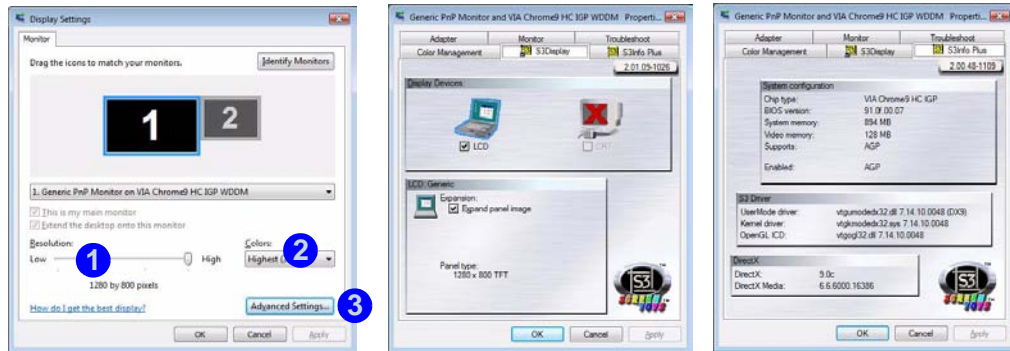 Display Settings
Monitor
Drag the icons to match your monitors.
Identify Monitors
1
2
1. Generic PnP Monitor on VIA Chrome9 HC IGP WDDM
This is my main monitor
Extend the desktop onto this monitor
Resolution:
Colors:
Low
1
High
2
Highest (
1280 by 800 pixels
How do I get the best display?
Advanced Settings...
3
OK
Cancel
Apply
Generic PnP Monitor and VIA Chrome9 HC IGP WDDM Properti...
Adapter
Monitor
Troubleshoot
Color Management
S3Display
S3Info Plus
2.01.09-1026
Display Devices:
LCD
CRT
LCD: Generic
Expansion:
Expand panel image
Panel type:
1280 x 800 TFT
S3
SCREEN TOYS
OK
Cancel
Apply
Generic PnP Monitor and VIA Chrome9 HC IGP WDDM Properti...
Adapter
Monitor
Troubleshoot
Color Management
S3Display
S3Info Plus
2.00.48-1109
System configuration
Chip type: VIA Chrome9 HC IGP
BIOS version: 91.0f.00.07
System memory: 894 MB
Video memory: 128 MB
Supports: AGP
Enabled: AGP
S3 Driver
UserMode driver: vtgumodedx32.dll 7.14.10.0048 (DX9)
Kernel driver: vtgkmodedx32.sys 7.14.10.0048
OpenGL ICD: vtgogl32.dll 7.14.10.0048
DirectX
DirectX: 9.0c
DirectX Media: 6.6.6000.16386
S3
SCREEN TOYS
OK
Cancel
Apply